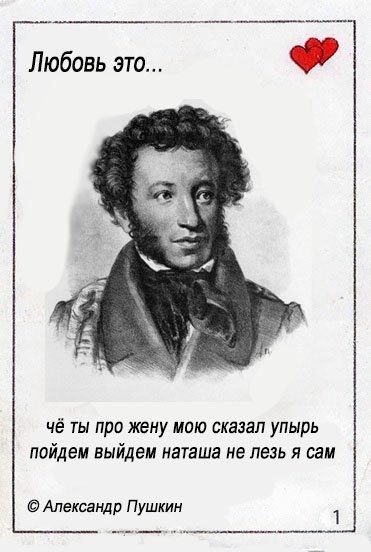 Любовь это...
чё ты про жену мою сказал упырь
пойдем выйдем наташа не лезь я сам
© Александр Пушкин
1